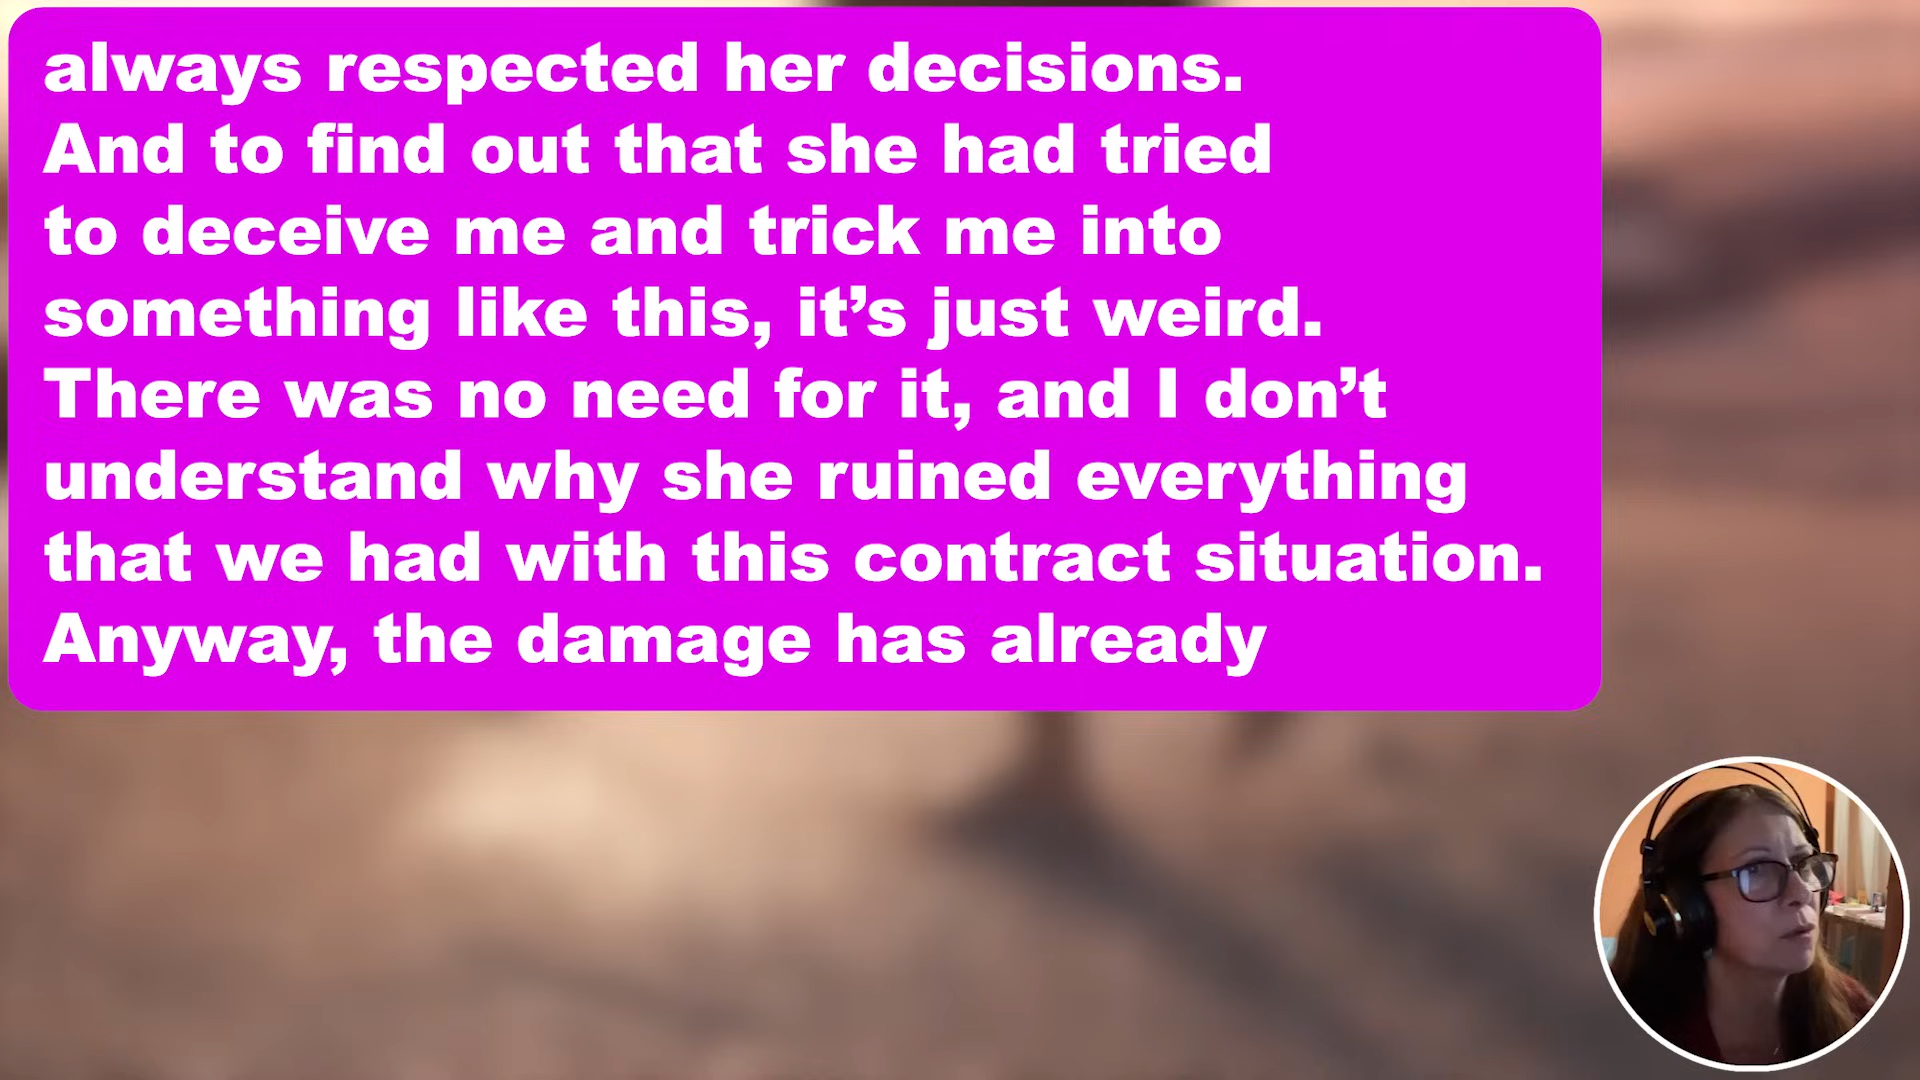 always respected her decisions.
And to find out that she had tried
to deceive me and trick me into
something like this, it’s just weird.
There was no need for it, and I don’t
understand why she ruined everything
that we had with this contract situation.
Anyway, the damage has already